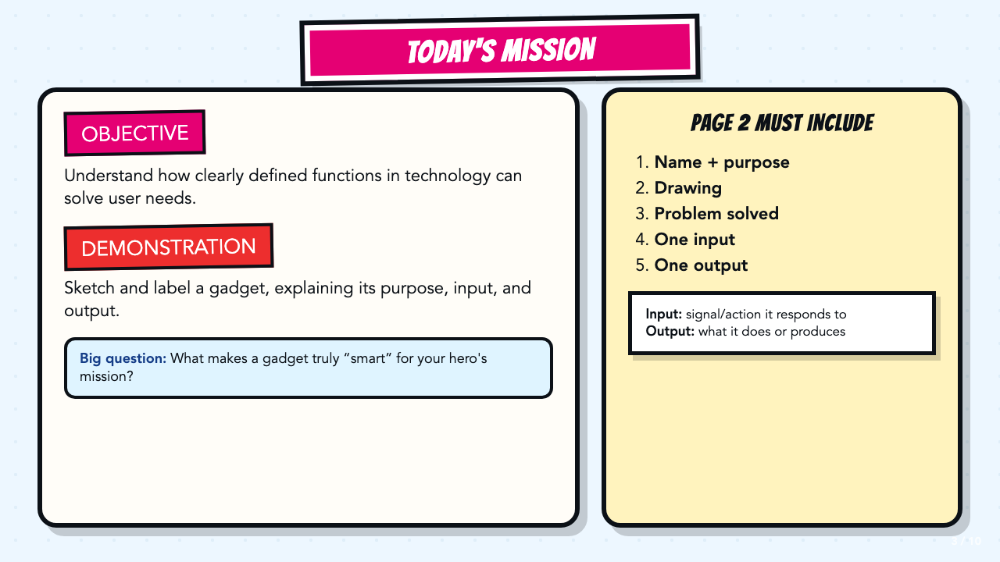 TODAY'S MISSION
OBJECTIVE
Understand how clearly defined functions in technology can
solve user needs.
DEMONSTRATION
Sketch and label a gadget, explaining its purpose, input, and
output.
Big question: What makes a gadget truly “smart” for your hero's
mission?
PAGE 2 MUST INCLUDE
1. Name + purpose
2. Drawing
3. Problem solved
4. One input
5. One output
Input: signal/action it responds to
Output: what it does or produces
3 / 10